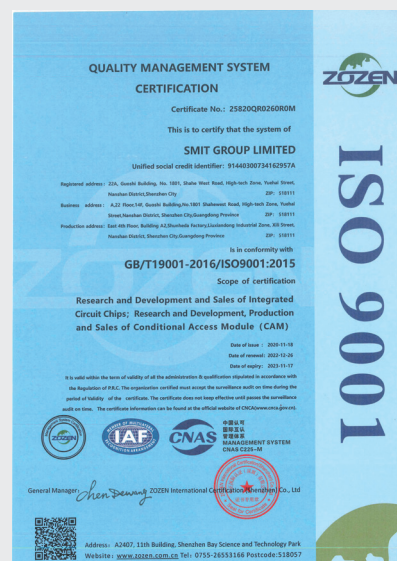 QUALITY MANAGEMENT SYSTEM
CERTIFICATION
ZOZEN
Certificate No.: 25820QR0260R0M
This is to certify that the system of
SMIT GROUP LIMITED
Unified social credit identifier: 91440300734162957A
Registered address: 22A, Guoshi Building, No. 1801, Shahe West Road, High-tech Zone, Yuehai Street,
Nanshan District,Shenzhen City ZIP: 518111
Business address: A,22 Floor,14F, Guoshi Building,No.1801 Shahewest Road, High-tech Zone, Yuehai
Street,Nanshan District, Shenzhen City,Guangdong Province ZIP: 518111
Production address: East 4th Floor, Building A2,Shunheda Factory,Liuxiandong Industrial Zone, Xili Street,
Nanshan District, Shenzhen City,Guangdong Province ZIP: 518111
Is in conformity with
GB/T19001-2016/ISO9001:2015
Scope of certification
Research and Development and Sales of Integrated
Circuit Chips; Research and Development, Production
and Sales of Conditional Access Module (CAM)
Date of issue : 2020-11-18
Date of renewal: 2022-12-26
Date of expiry: 2023-11-17
It is valid within the term of validity of all the administration & qualification stipulated in accordance with
the Regulation of P.R.C. The organization certified must accept the surveillance audit on time during the
period of Validity of the certificate. The certificate does not keep effective until passes the surveillance
audit on time. The certificate information can be found at the official website of CNCA(www.cnca.gov.cn).
ZOZEN
IAF
CNAS
中国认可
国际互认
管理体系
MANAGEMENT SYSTEM
CNAS C225-M
General Manager: Chen Dewang ZOZEN International Certification (Shenzhen) Co., Ltd
Address: A2407, 11th Building, Shenzhen Bay Science and Technology Park
Website: www.zozen.com.cn Tel: 0755-26553166 Postcode:518057
ISO 9001